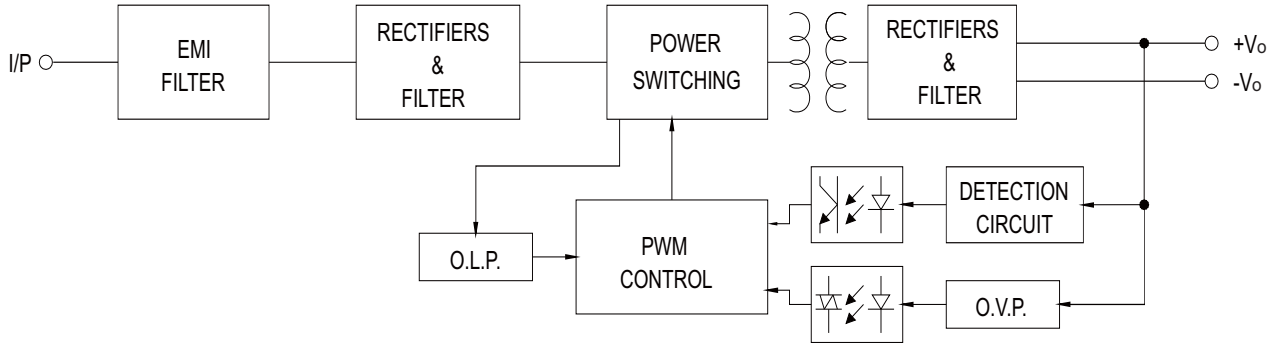 I/P
EMI
FILTER
RECTIFIERS
&
FILTER
POWER
SWITCHING
RECTIFIERS
&
FILTER
+Vo
-Vo
O.L.P.
PWM
CONTROL
DETECTION
CIRCUIT
O.V.P.